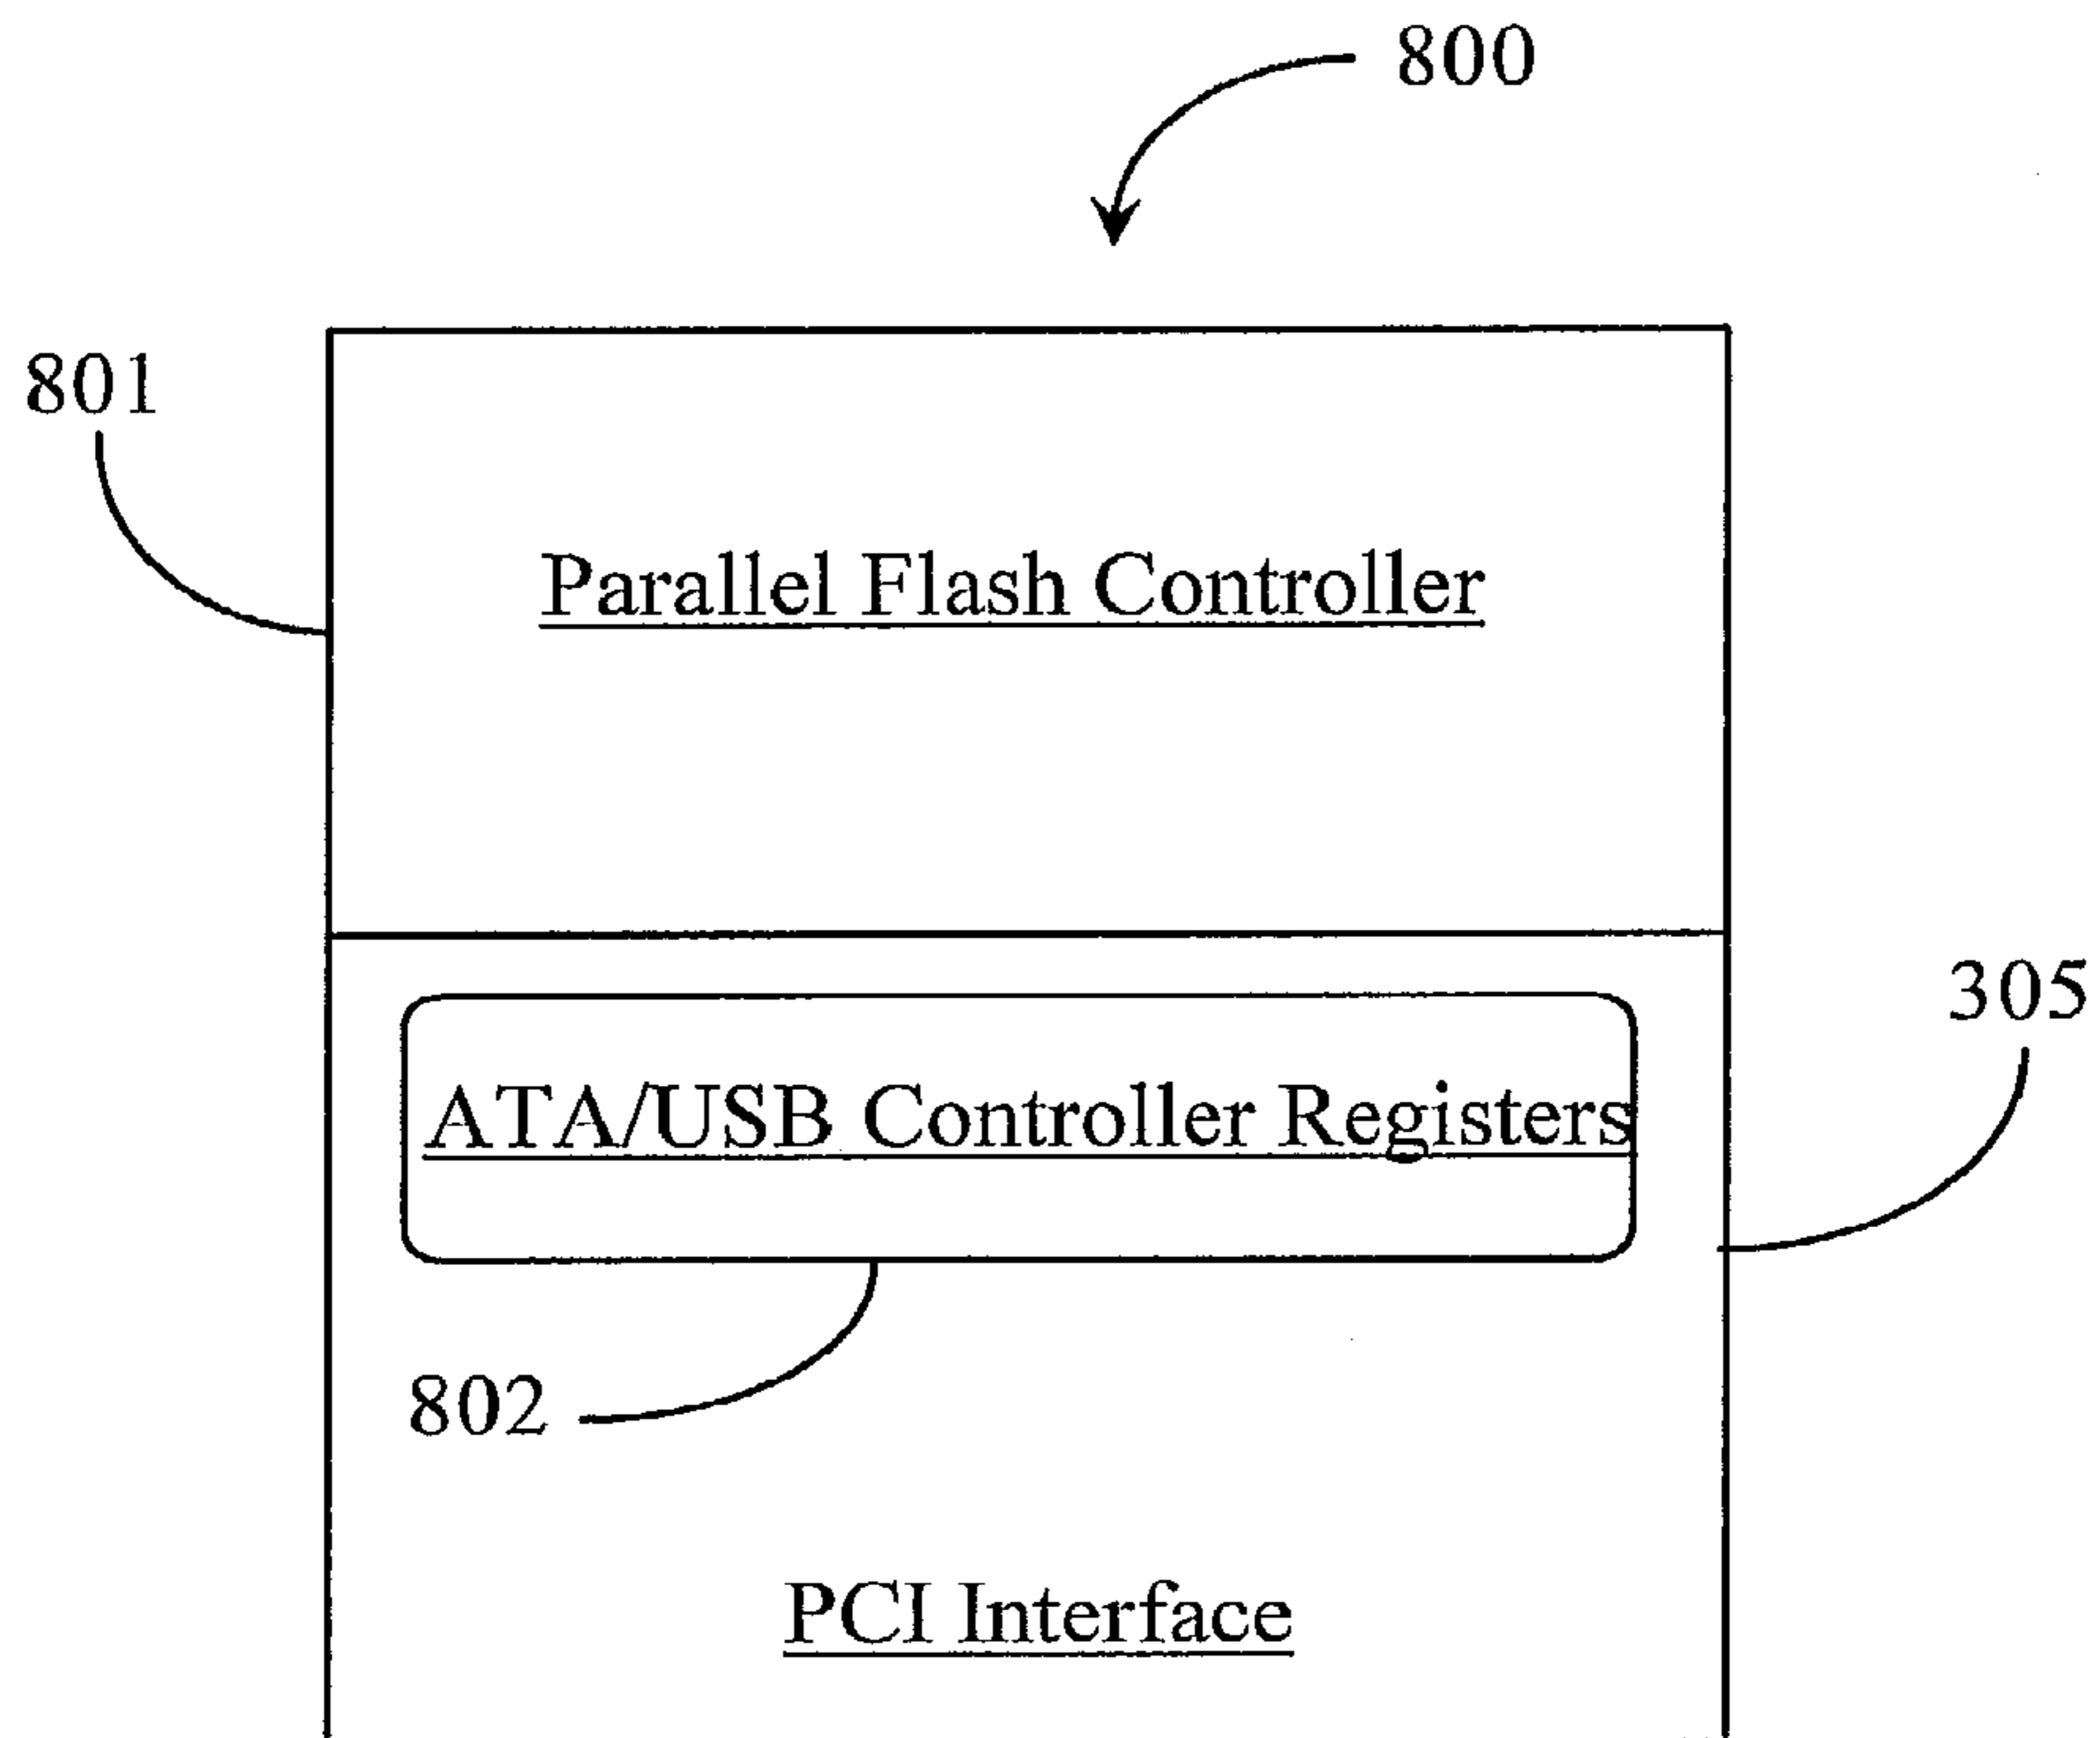 800
801
Parallel Flash Controller
305
ATA/USB Controller Registers
802
PCI Interface